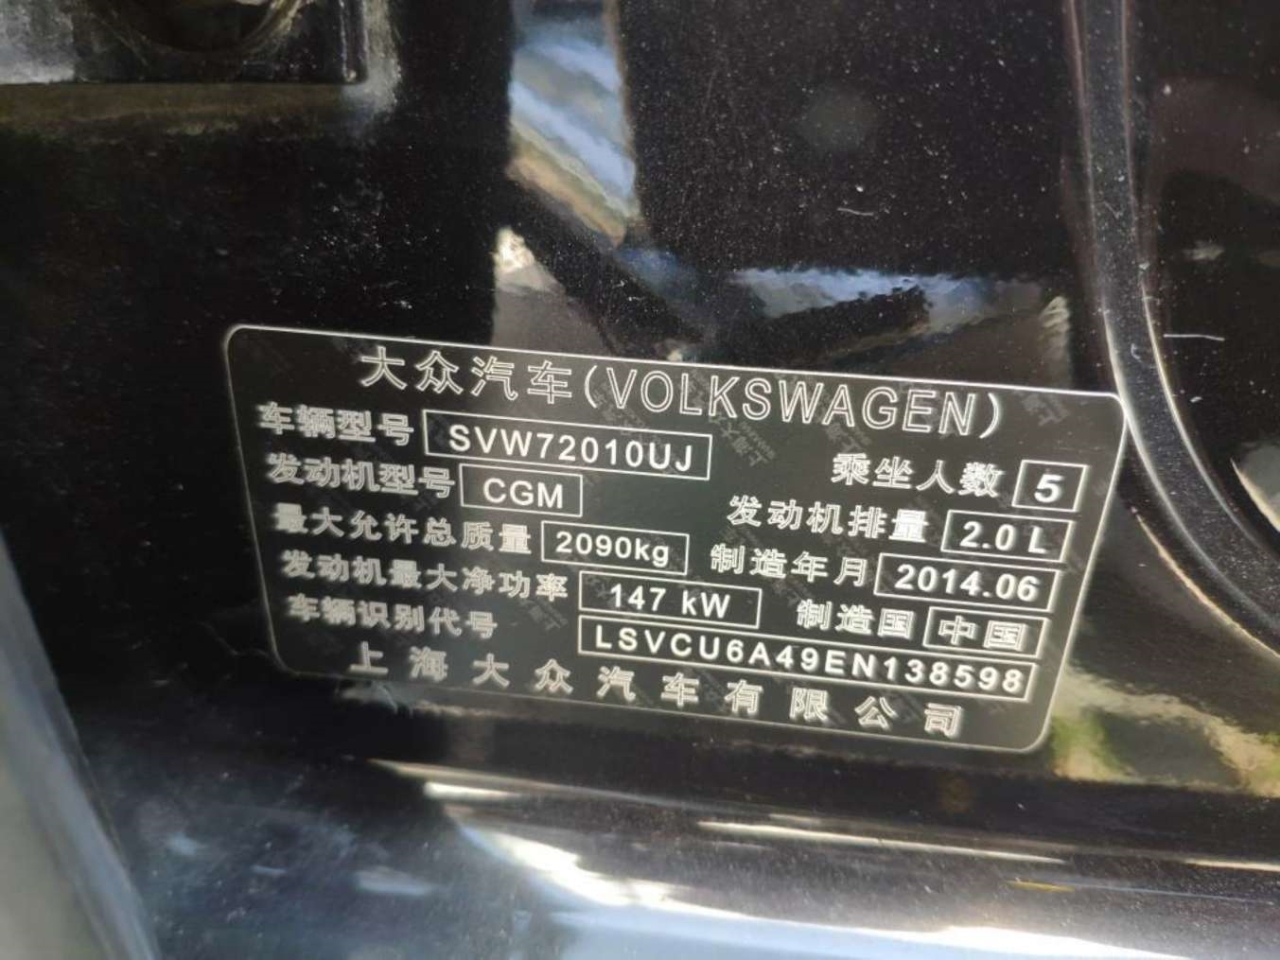 大众汽车(VOLKSWAGEN)
车辆型号 SVW72010UJ 乘坐人数 5
发动机型号 CGM 发动机排量 2.0 L
最大允许总质量 2090kg 制造年月 2014.06
发动机最大净功率 147 kW 制造国 中国
车辆识别代号 LSVCU6A49EN138598
上海大众汽车有限公司